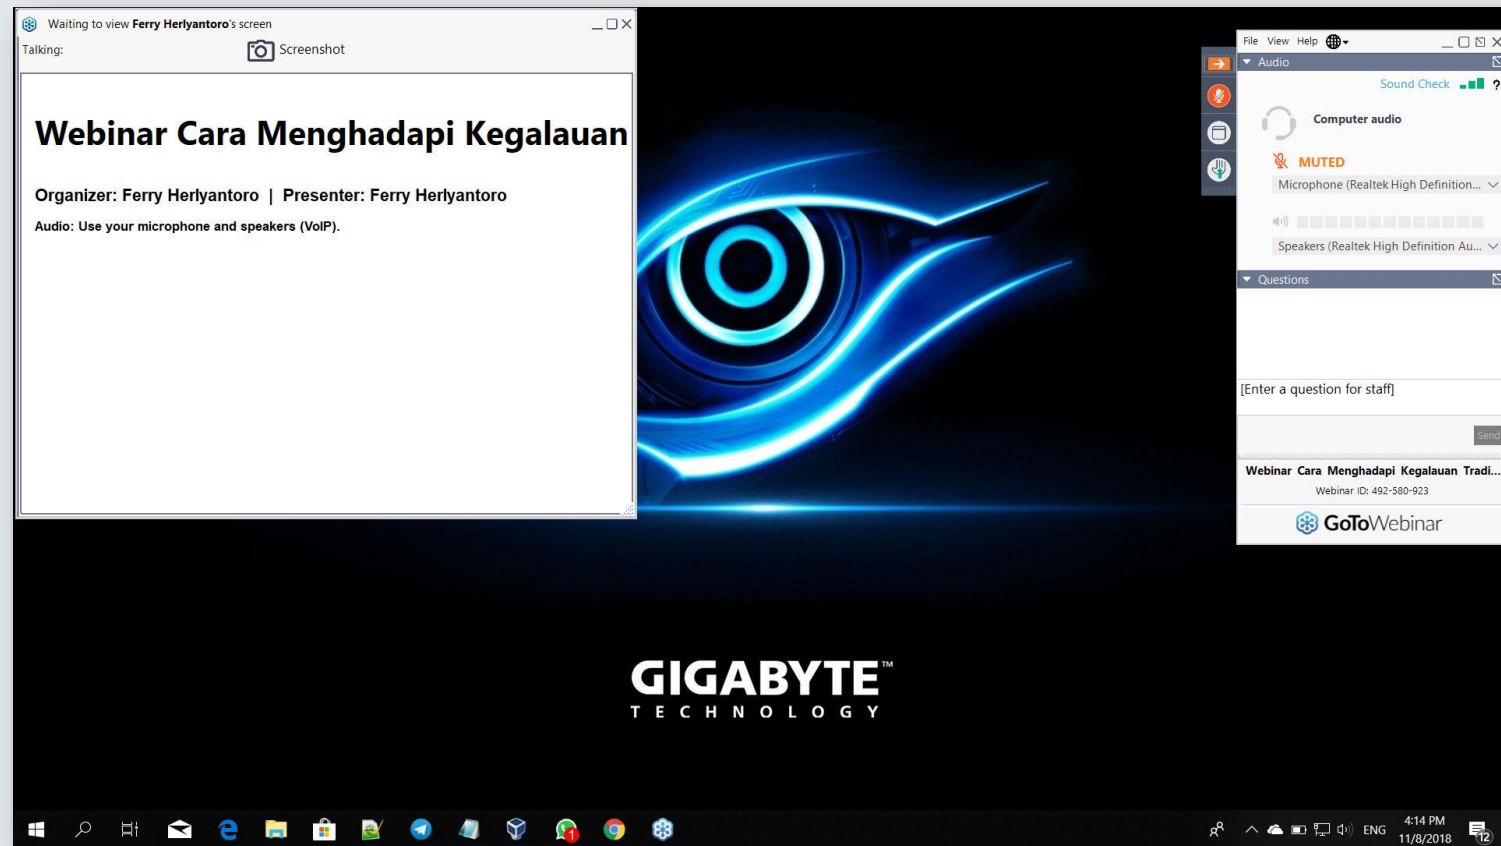 Waiting to view Ferry Herlyantoro's screen
Talking:
Screenshot
Webinar Cara Menghadapi Kegalauan
Organizer: Ferry Herlyantoro | Presenter: Ferry Herlyantoro
Audio: Use your microphone and speakers (VoIP).
File View Help
Audio
Sound Check ?
Computer audio
MUTED
Microphone (Realtek High Definition...
Speakers (Realtek High Definition Au...
Questions
[Enter a question for staff]
Send
Webinar Cara Menghadapi Kegalauan Tradi...
Webinar ID: 492-580-923
GoToWebinar
GIGABYTE™
TECHNOLOGY
1
ENG
4:14 PM
11/8/2018
12